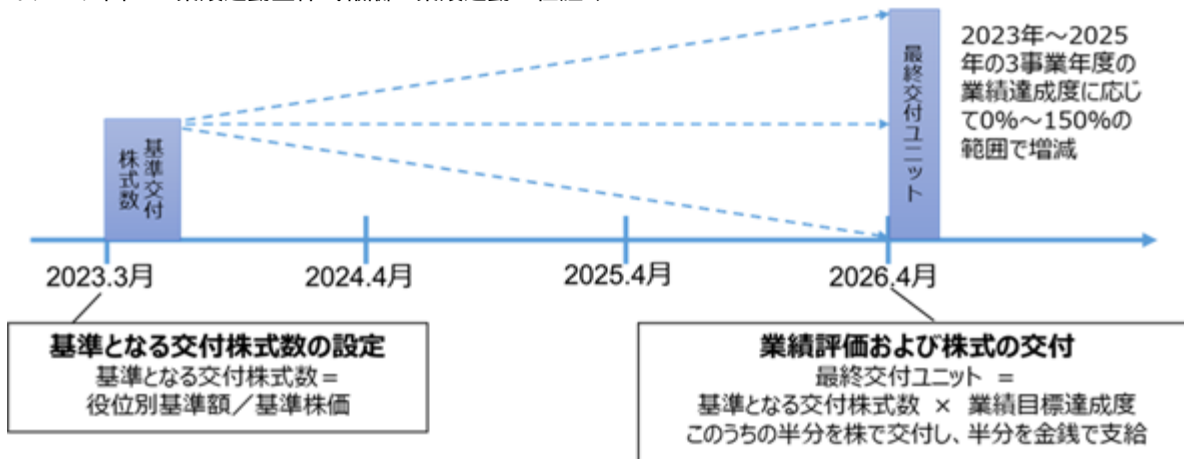 2023年～2025
年の3事業年度の
業績達成度に応じ
て0%～150%の
範囲で増減
最終交付ユニット
基準交付
株式数
2023.3月
2024.4月
2025.4月
2026.4月
基準となる交付株式数の設定
基準となる交付株式数＝
役位別基準額／基準株価
業績評価および株式の交付
最終交付ユニット ＝
基準となる交付株式数 × 業績目標達成度
このうちの半分を株で交付し、半分を金銭で支給